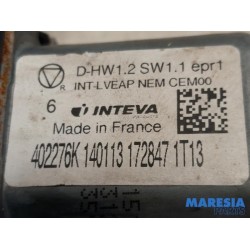 D-HW1.2 SW1.1 epr1
INT-LVEAP NEM CEM00
6 INTEVA
Made in France
402276K 140113 172847 1T13
MARESIA